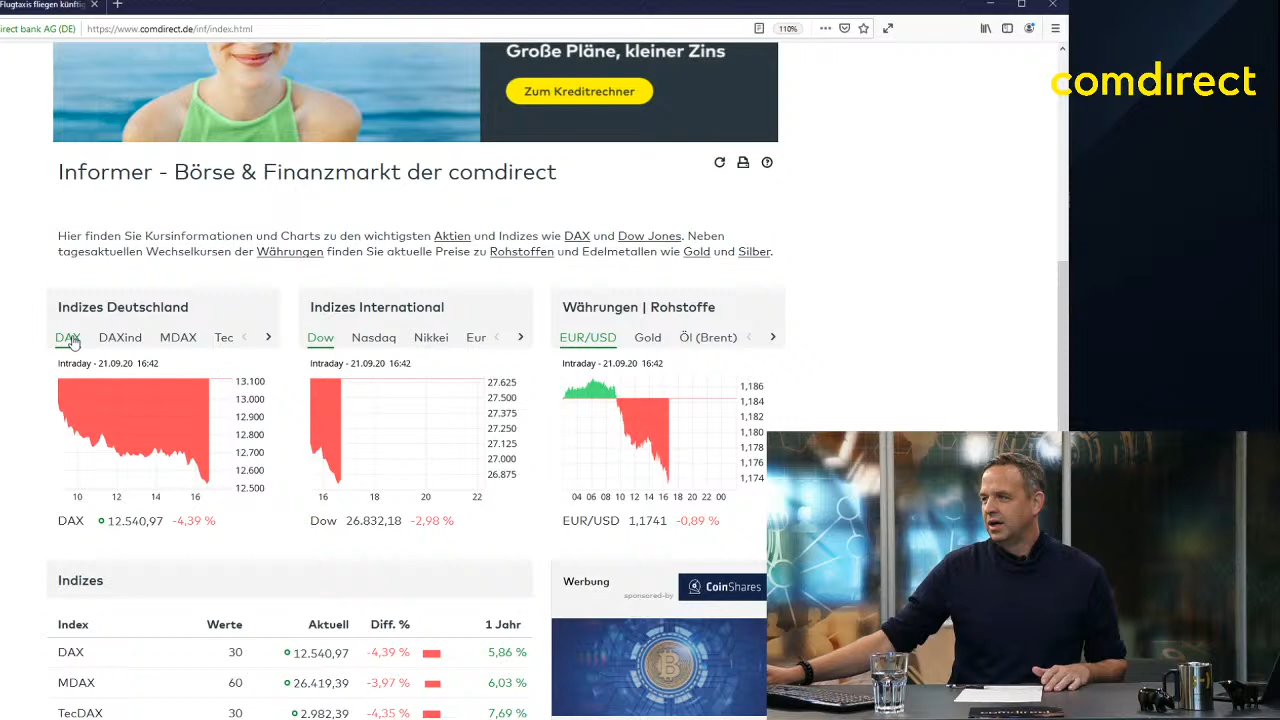 Flugtaxis fliegen künftig
irect bank AG (DE)
https://www.comdirect.de/inf/index.html
110%
comdirect
Große Pläne, kleiner Zins
Zum Kreditrechner
Informer - Börse & Finanzmarkt der comdirect
Hier finden Sie Kursinformationen und Charts zu den wichtigsten Aktien und Indizes wie DAX und Dow Jones. Neben
tagesaktuellen Wechselkursen der Währungen finden Sie aktuelle Preise zu Rohstoffen und Edelmetallen wie Gold und Silber.
Indizes Deutschland
DAX DAXind MDAX Tec
Intraday - 21.09.20 16:42
13.100
13.000
12.900
12.800
12.700
12.600
12.500
10 12 14 16
DAX 12.540,97 -4,39 %
Indizes International
Dow Nasdaq Nikkei Eur
Intraday - 21.09.20 16:42
27.625
27.500
27.375
27.250
27.125
27.000
26.875
16 18 20 22
Dow 26.832,18 -2,98 %
Währungen | Rohstoffe
EUR/USD Gold Öl (Brent)
Intraday - 21.09.20 16:42
1,186
1,184
1,182
1,180
1,178
1,176
1,174
04 06 08 10 12 14 16 18 20 22 00
EUR/USD 1,1741 -0,89 %
Indizes
Index Werte Aktuell Diff. % 1 Jahr
DAX 30 12.540,97 -4,39 % 5,86 %
MDAX 60 26.419,39 -3,97 % 6,03 %
TecDAX 30 -4,35 % 7,69 %
Werbung
sponsored-by
CoinShares
comdirect